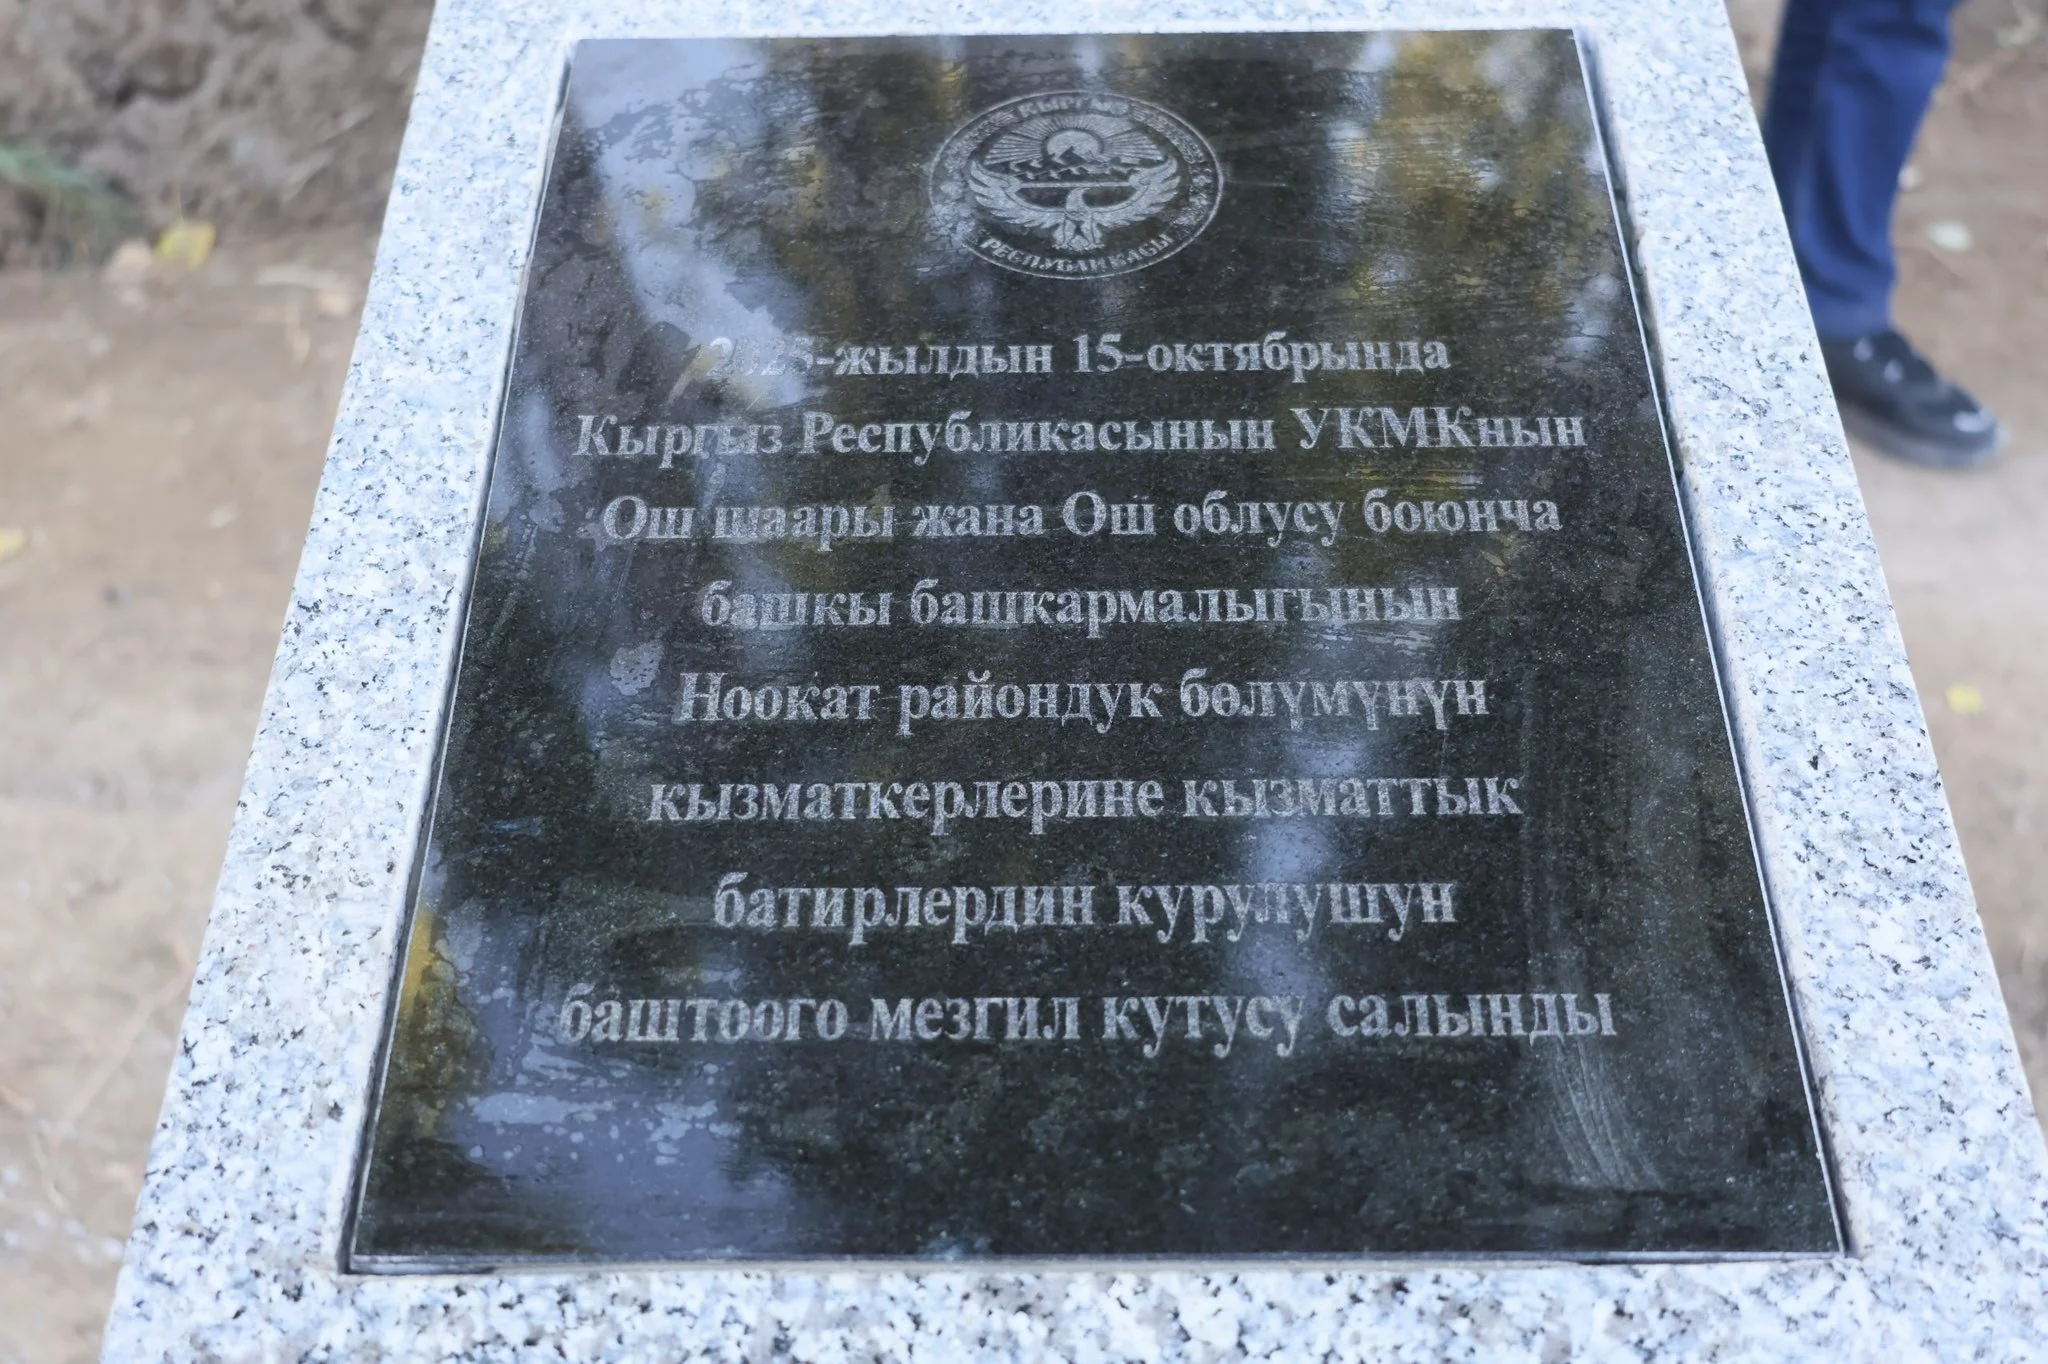 КЫРГЫЗ
РЕСПУБЛИКАСЫ
2025-жылдын 15-октябрында
Кыргыз Республикасынын УКМКнын
Ош шаары жана Ош облусу боюнча
башкы башкармалыгынын
Ноокат райондук бөлүмүнүн
кызматкерлерине кызматтык
батирлердин курулушун
баштоого мезгил кутусу салынды